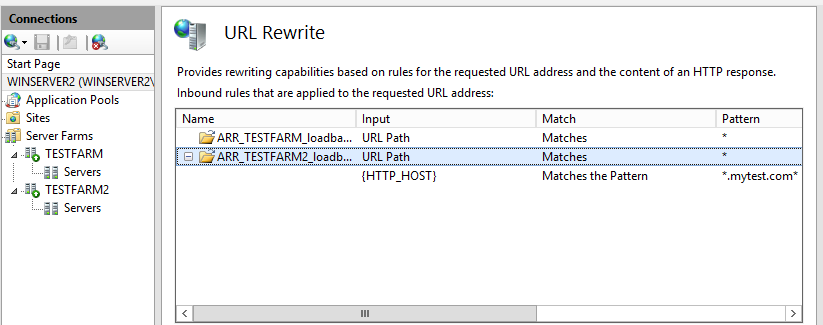 Connections
Start Page
WINSERVER2 (WINSERVER2\
Application Pools
Sites
Server Farms
TESTFARM
Servers
TESTFARM2
Servers
URL Rewrite
Provides rewriting capabilities based on rules for the requested URL address and the content of an HTTP response.
Inbound rules that are applied to the requested URL address:
Name Input Match Pattern
ARR_TESTFARM_loadba... URL Path Matches *
ARR_TESTFARM2_loadb... URL Path Matches *
{HTTP_HOST} Matches the Pattern *.mytest.com*